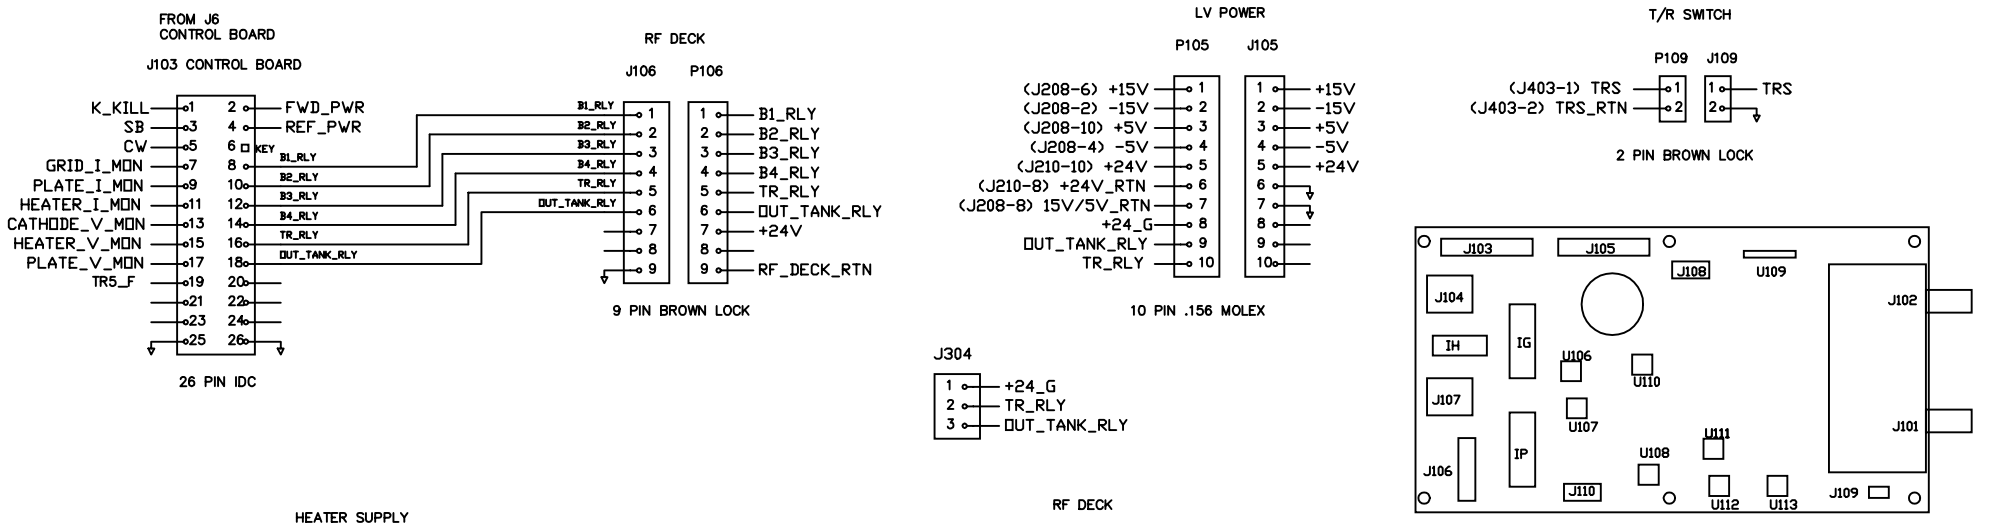 FROM J6
CONTROL BOARD
J103 CONTROL BOARD
K_KILL 1 2 FWD_PWR
SB 3 4 REF_PWR
CW 5 6 KEY
GRID_I_MON 7 8 B1_RLY
PLATE_I_MON 9 10 B2_RLY
HEATER_I_MON 11 12 B3_RLY
CATHODE_V_MON 13 14 B4_RLY
HEATER_V_MON 15 16 TR_RLY
PLATE_V_MON 17 18 OUT_TANK_RLY
TR5_F 19 20
21 22
23 24
25 26
26 PIN IDC
RF DECK
J106 P106
B1_RLY 1 1 B1_RLY
B2_RLY 2 2 B2_RLY
B3_RLY 3 3 B3_RLY
B4_RLY 4 4 B4_RLY
TR_RLY 5 5 TR_RLY
OUT_TANK_RLY 6 6 OUT_TANK_RLY
7 7 +24V
8 8
9 9 RF_DECK_RTN
9 PIN BROWN LOCK
LV POWER
P105 J105
(J208-6) +15V 1 1 +15V
(J208-2) -15V 2 2 -15V
(J208-10) +5V 3 3 +5V
(J208-4) -5V 4 4 -5V
(J210-10) +24V 5 5 +24V
(J210-8) +24V_RTN 6 6
(J208-8) 15V/5V_RTN 7 7
+24_G 8 8
OUT_TANK_RLY 9 9
TR_RLY 10 10
10 PIN .156 MOLEX
J304
1 +24_G
2 TR_RLY
3 OUT_TANK_RLY
T/R SWITCH
P109 J109
(J403-1) TRS 1 1 TRS
(J403-2) TRS_RTN 2 2
2 PIN BROWN LOCK
J103
J105
J108
U109
J104
J102
IH
IG
U106
U110
J107
U107
J101
U111
J106
IP
U108
J110
U112
U113
J109
HEATER SUPPLY
RF DECK